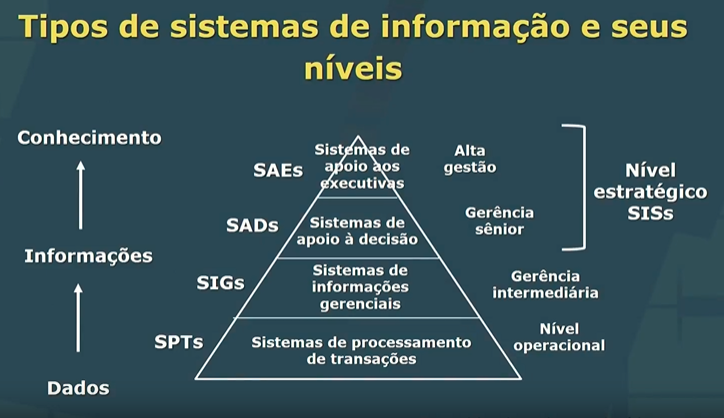 Tipos de sistemas de informação e seus
níveis
Conhecimento
Informações
Dados
SAEs
Sistemas de
apoio aos
executivas
Alta
gestão
SADs
Sistemas de
apoio à decisão
Gerência
sênior
Nível
estratégico
SISs
SIGs
Sistemas de
informações
gerenciais
Gerência
intermediária
SPTs
Sistemas de processamento
de transações
Nível
operacional